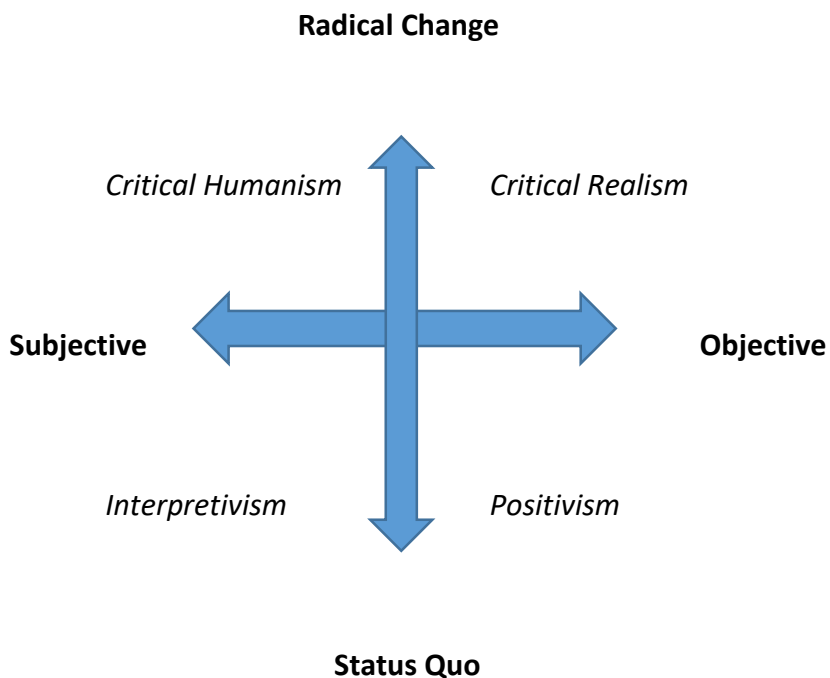 Radical Change
Critical Humanism
Critical Realism
Subjective
Objective
Interpretivism
Positivism
Status Quo